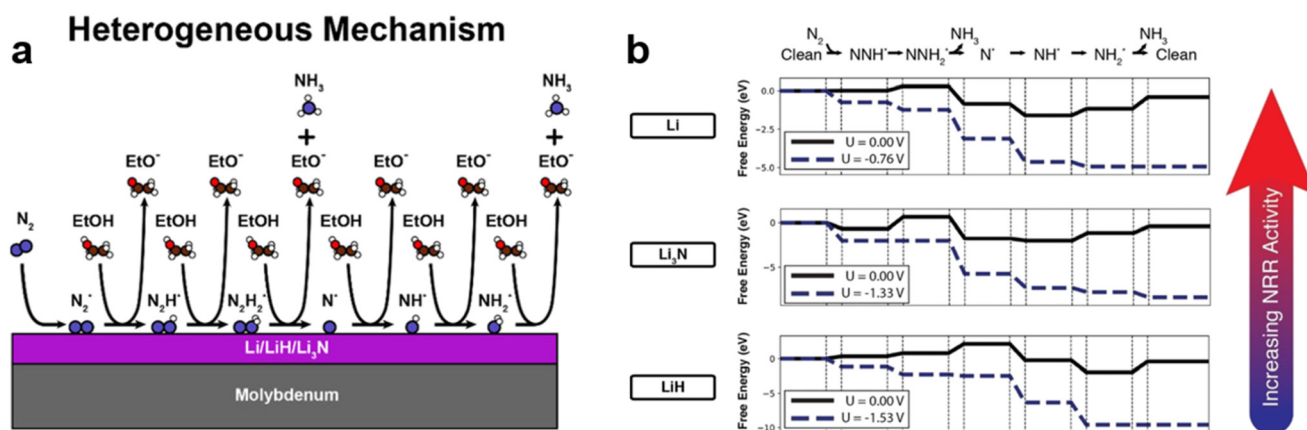 Heterogeneous Mechanism
a
NH₃
+
EtO⁻
NH₃
+
EtO⁻
EtO⁻
EtO⁻
EtO⁻
EtO⁻
N₂
EtOH
EtOH
EtOH
EtOH
EtOH
EtOH
N₂*
N₂H*
N₂H₂*
N*
NH*
NH₂*
Li/LiH/Li₃N
Molybdenum
b
N₂
NH₃
NH₃
Clean → NNH* → NNH₂* → N* → NH* → NH₂* → Clean
Li
Free Energy (eV)
0.0
−2.5
−5.0
U = 0.00 V
U = -0.76 V
Li₃N
Free Energy (eV)
0
−5
U = 0.00 V
U = -1.33 V
LiH
Free Energy (eV)
0
−5
−10
U = 0.00 V
U = -1.53 V
Increasing NRR Activity